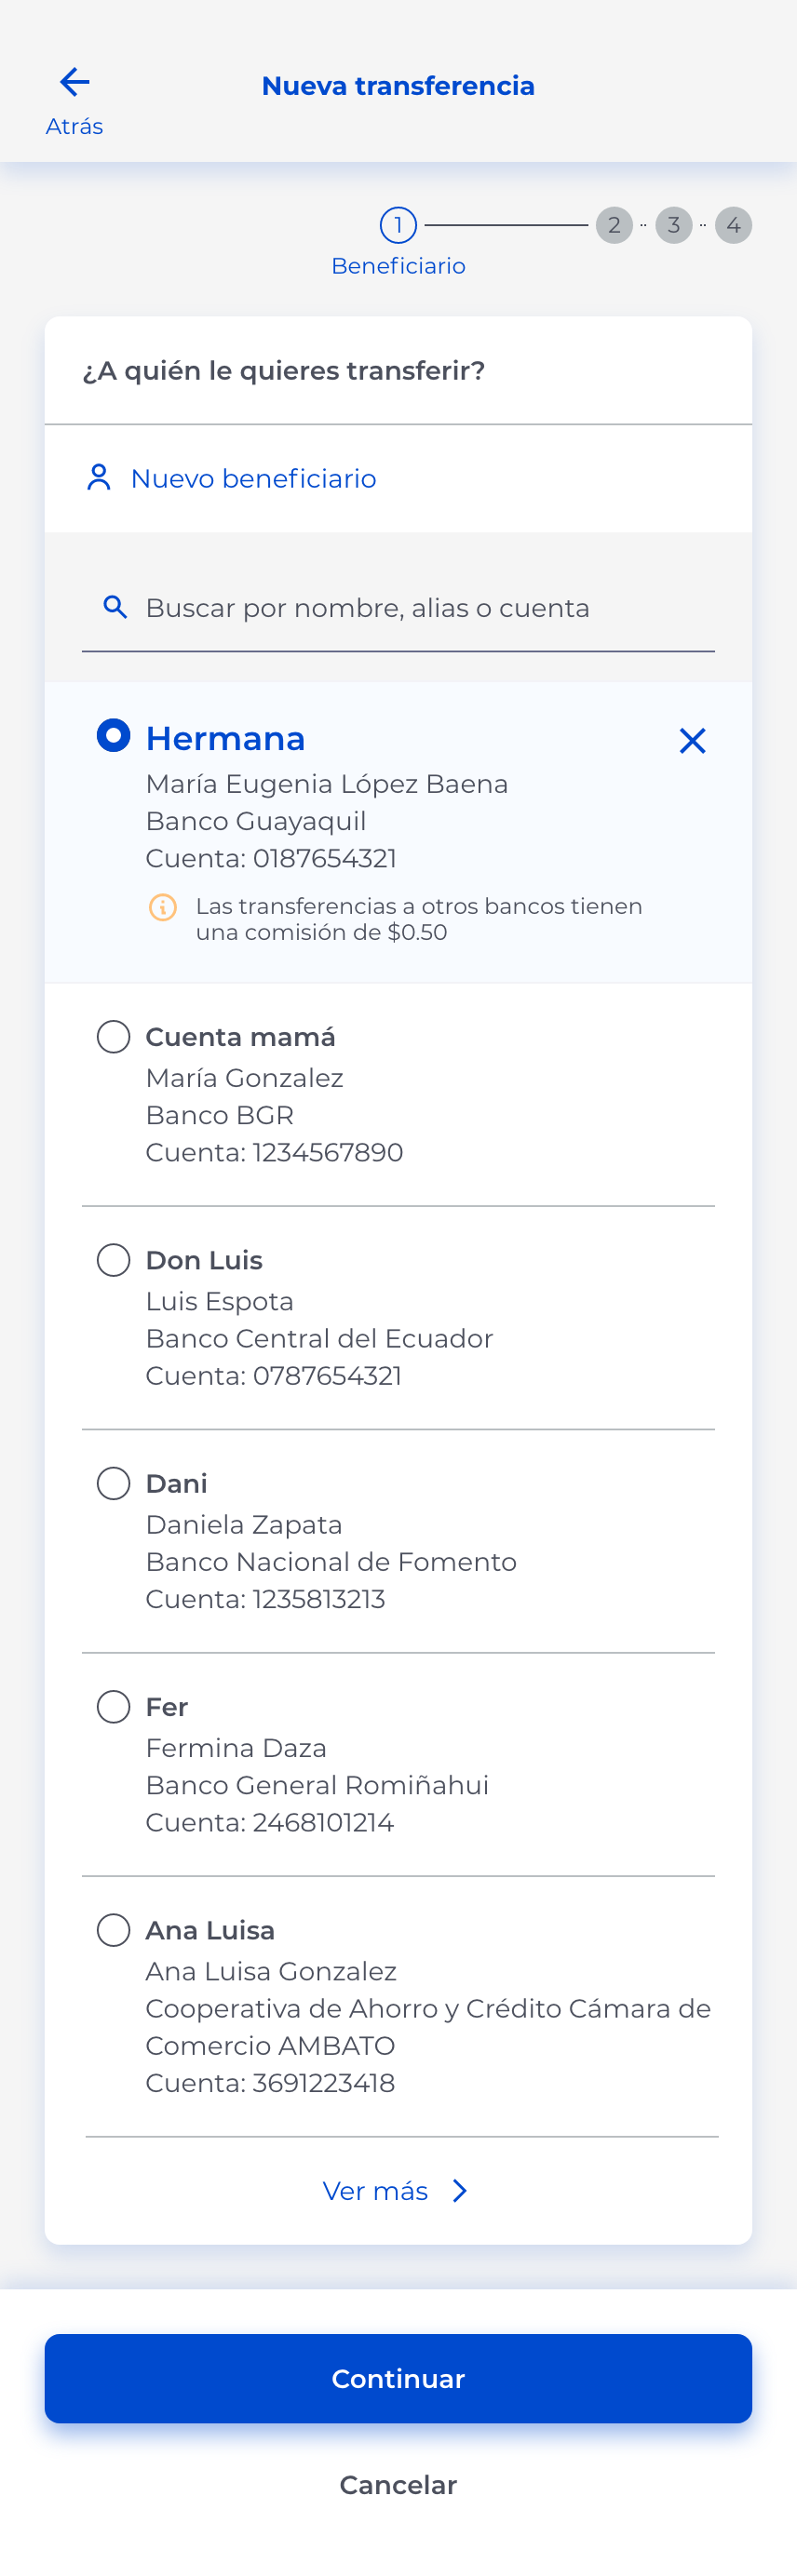 Nueva transferencia
Atrás
1 2 3 4
Beneficiario
¿A quién le quieres transferir?
Nuevo beneficiario
Buscar por nombre, alias o cuenta
Hermana
María Eugenia López Baena
Banco Guayaquil
Cuenta: 0187654321
Las transferencias a otros bancos tienen
una comisión de $0.50
Cuenta mamá
María Gonzalez
Banco BGR
Cuenta: 1234567890
Don Luis
Luis Espota
Banco Central del Ecuador
Cuenta: 0787654321
Dani
Daniela Zapata
Banco Nacional de Fomento
Cuenta: 1235813213
Fer
Fermina Daza
Banco General Romiñahui
Cuenta: 2468101214
Ana Luisa
Ana Luisa Gonzalez
Cooperativa de Ahorro y Crédito Cámara de
Comercio AMBATO
Cuenta: 3691223418
Ver más
Continuar
Cancelar